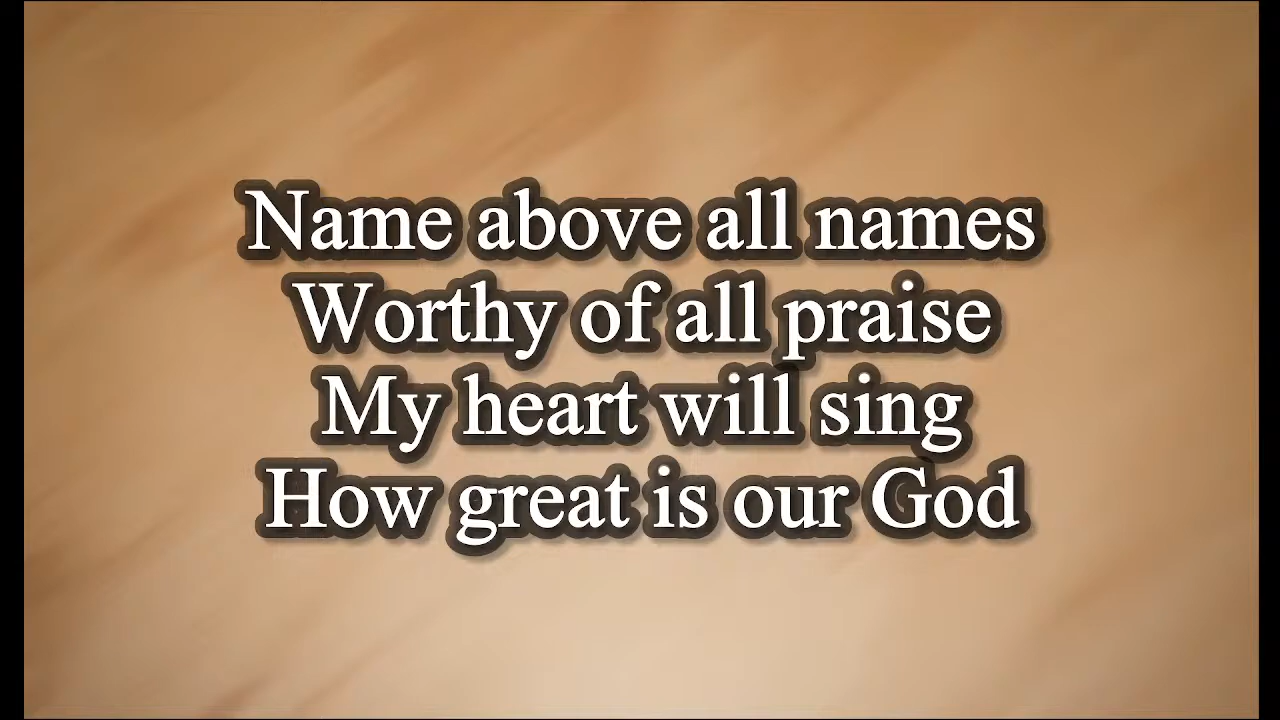 Name above all names
Worthy of all praise
My heart will sing
How great is our God